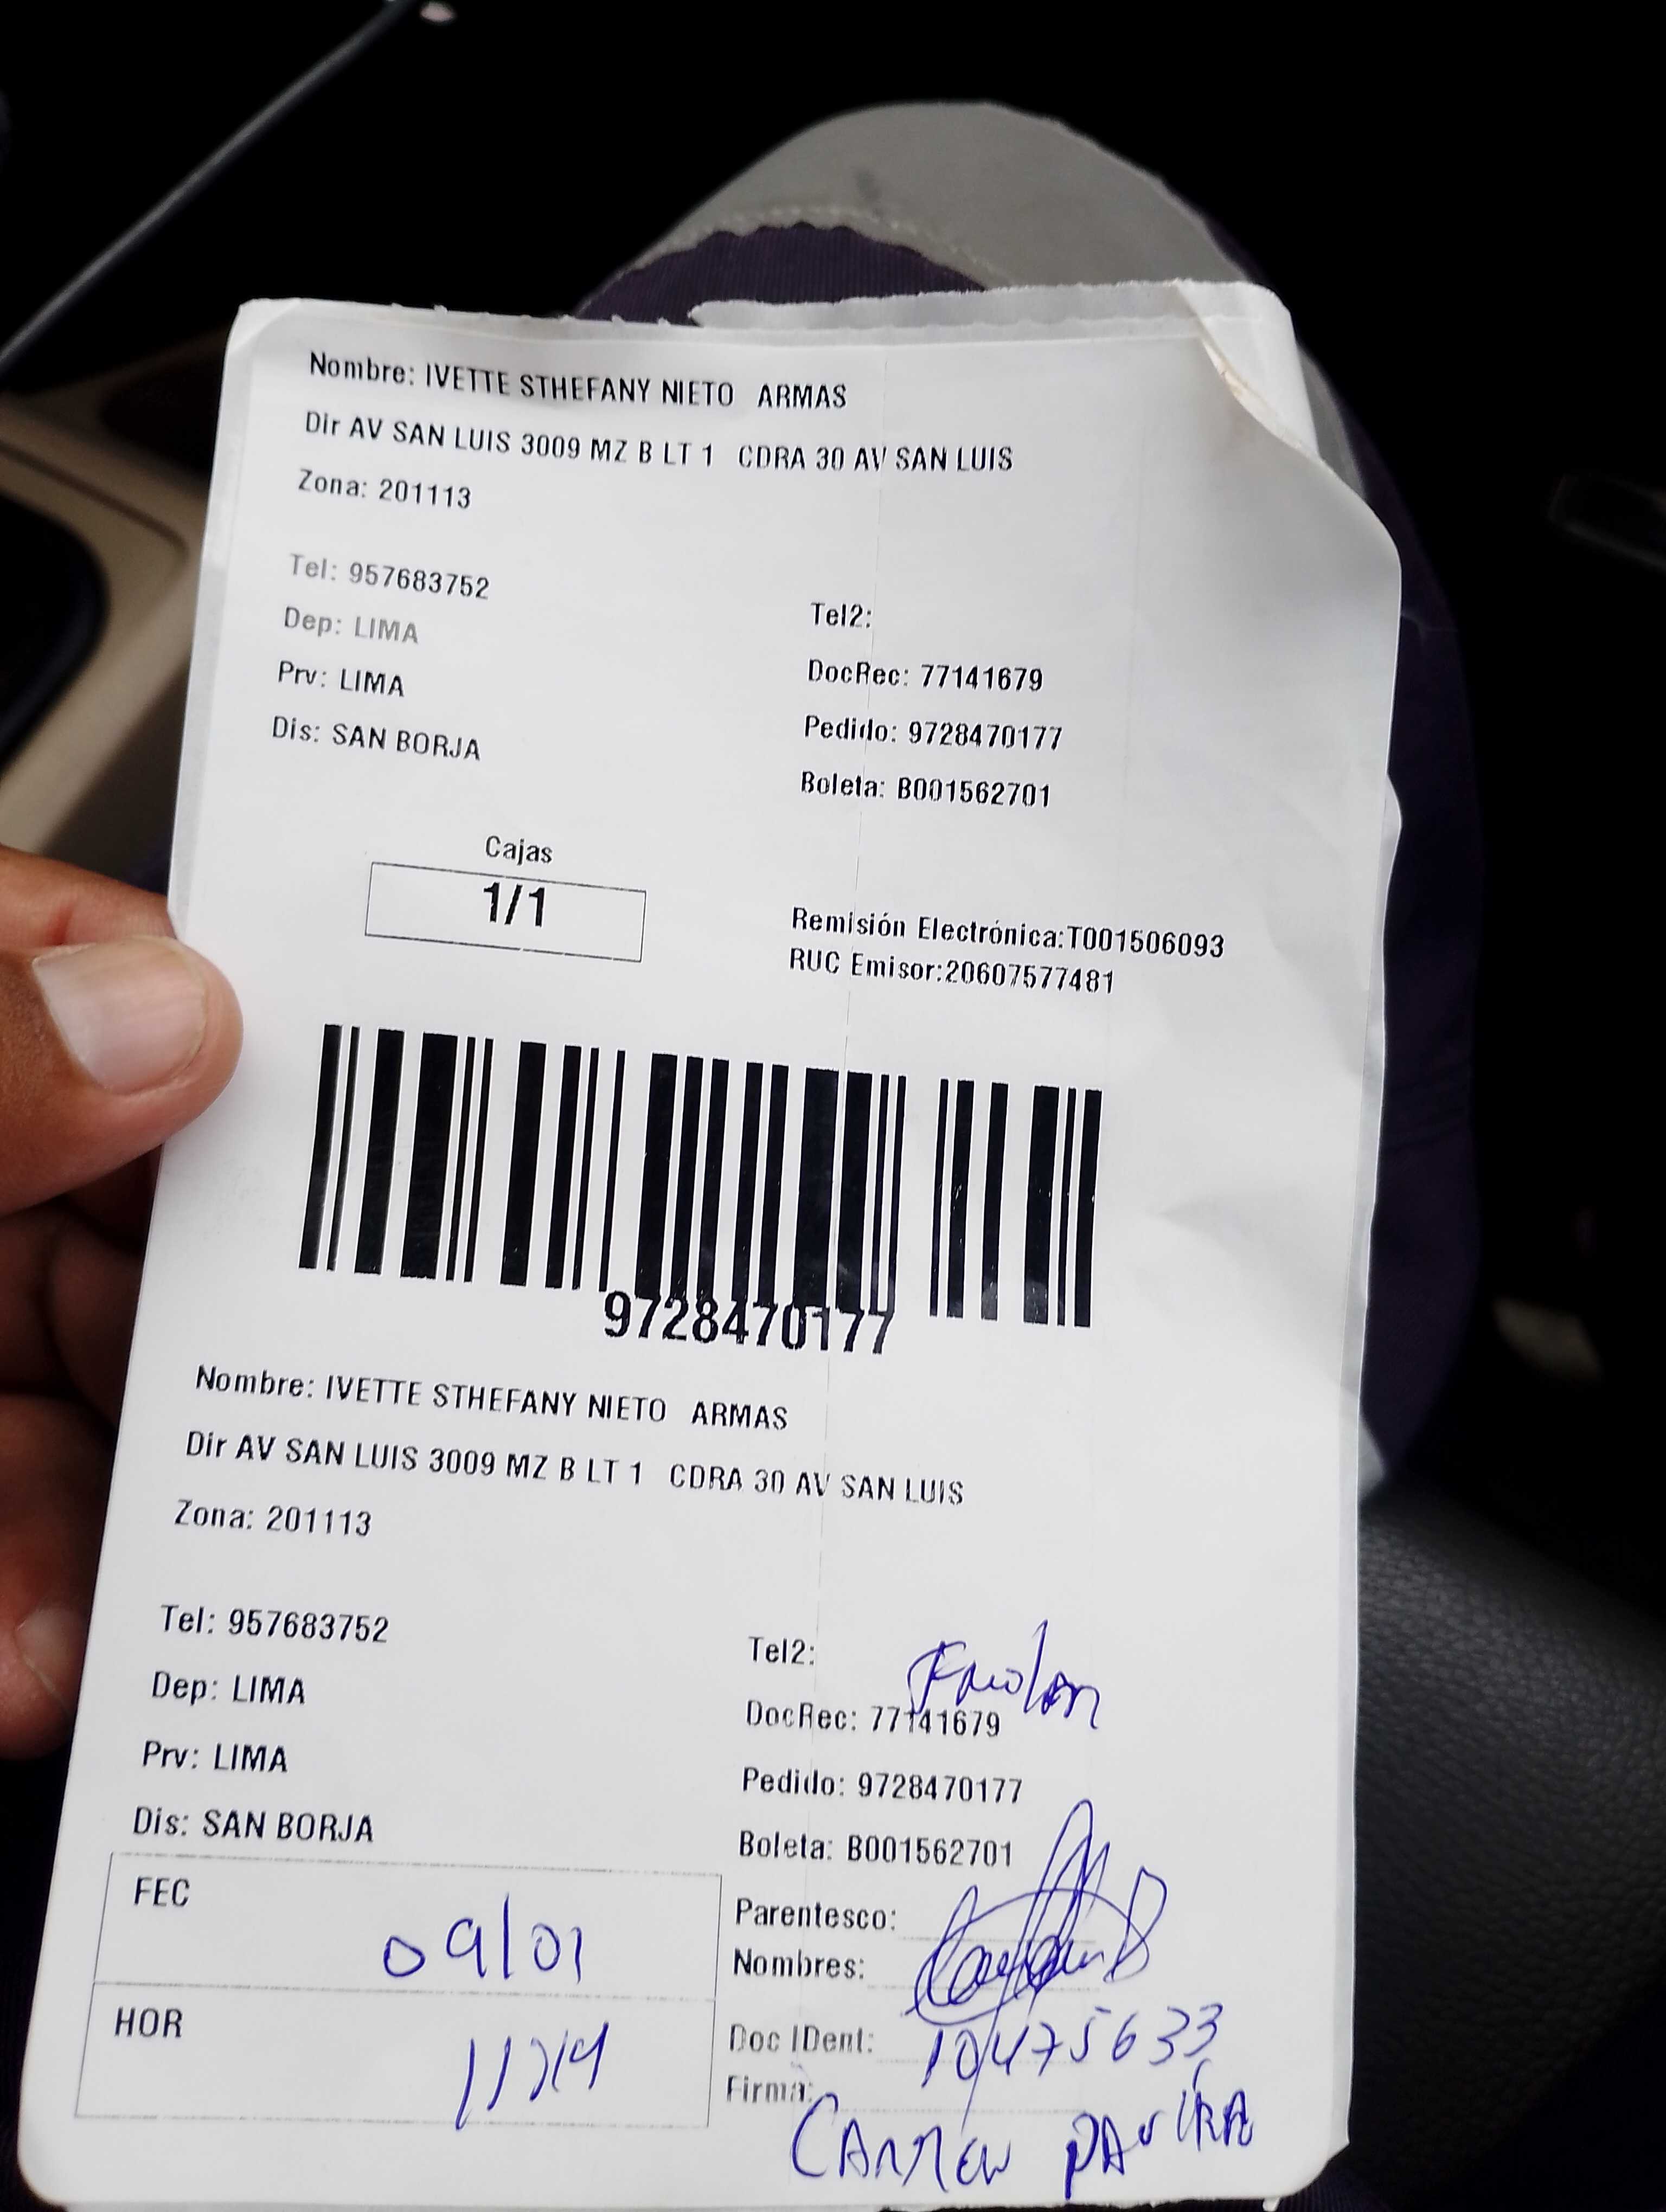 Nombre: IVETTE STHEFANY NIETO ARMAS
Dir AV SAN LUIS 3009 MZ B LT 1 CDRA 30 AV SAN LUIS
Zona: 201113
Tel: 957683752
Tel2:
Dep: LIMA
DocRec: 77141679
Prv: LIMA
Pedido: 9728470177
Dis: SAN BORJA
Boleta: B001562701
Cajas
1/1
Remisión Electrónica:T001506093
RUC Emisor:20607577481
9728470177
Nombre: IVETTE STHEFANY NIETO ARMAS
Dir AV SAN LUIS 3009 MZ B LT 1 CDRA 30 AV SAN LUIS
Zona: 201113
Tel: 957683752
Tel2:
Dep: LIMA
DocRec: 77141679
Prv: LIMA
Pedido: 9728470177
Dis: SAN BORJA
Boleta: B001562701
FEC 09/01
Parentesco:
Nombres:
HOR
Doc IDent: 10475633
Firma:
CARMEN